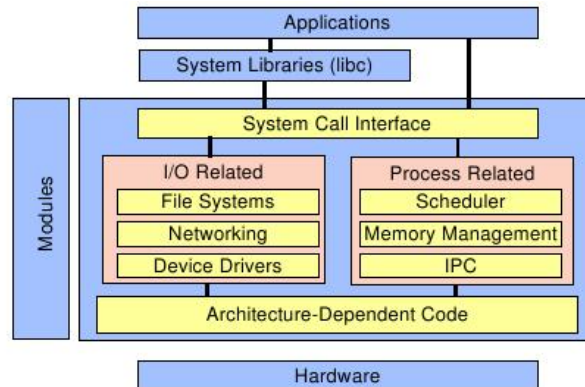 Applications
System Libraries (libc)
System Call Interface
Modules
I/O Related
File Systems
Networking
Device Drivers
Process Related
Scheduler
Memory Management
IPC
Architecture-Dependent Code
Hardware